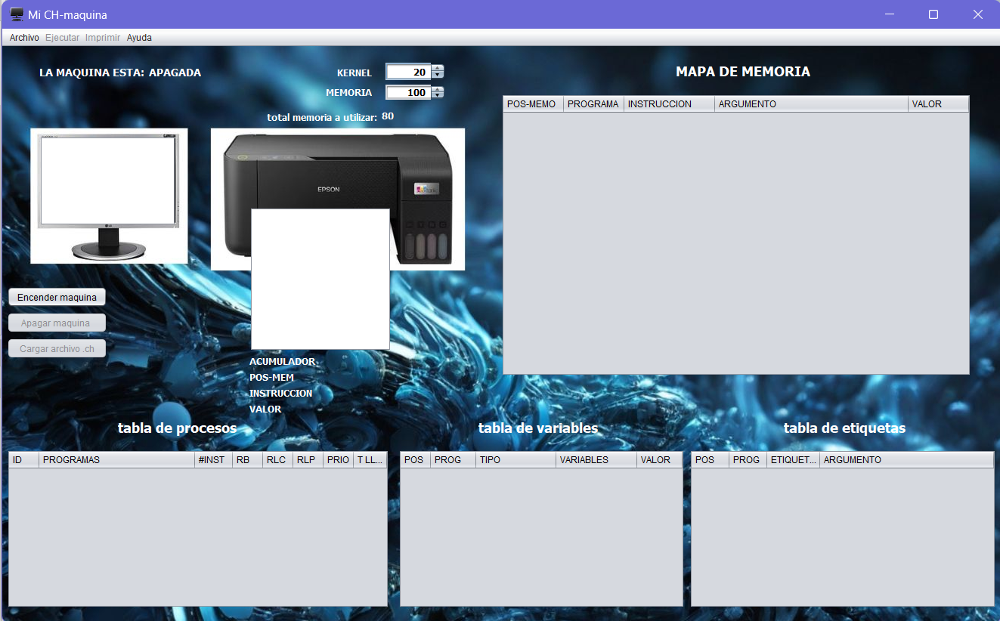 Mi CH-maquina
Archivo Ejecutar Imprimir Ayuda
LA MAQUINA ESTA: APAGADA
KERNEL 20
MEMORIA 100
total memoria a utilizar: 80
EPSON
Encender maquina
Apagar maquina
Cargar archivo .ch
ACUMULADOR
POS-MEM
INSTRUCCION
VALOR
MAPA DE MEMORIA
POS-MEMO PROGRAMA INSTRUCCION ARGUMENTO VALOR
tabla de procesos
ID PROGRAMAS #INST RB RLC RLP PRIO T LL...
tabla de variables
POS PROG TIPO VARIABLES VALOR
tabla de etiquetas
POS PROG ETIQUET... ARGUMENTO